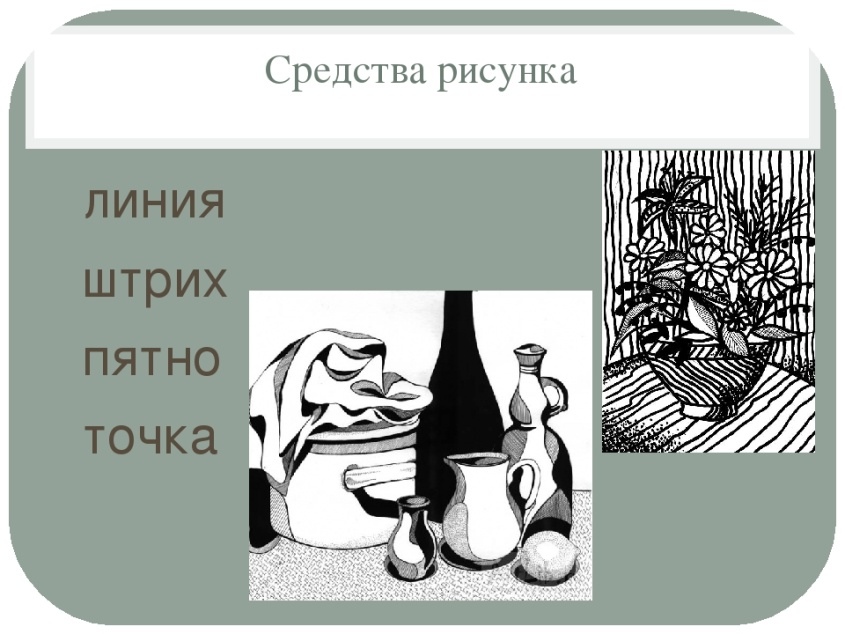 Средства рисунка
линия
штрих
пятно
точка